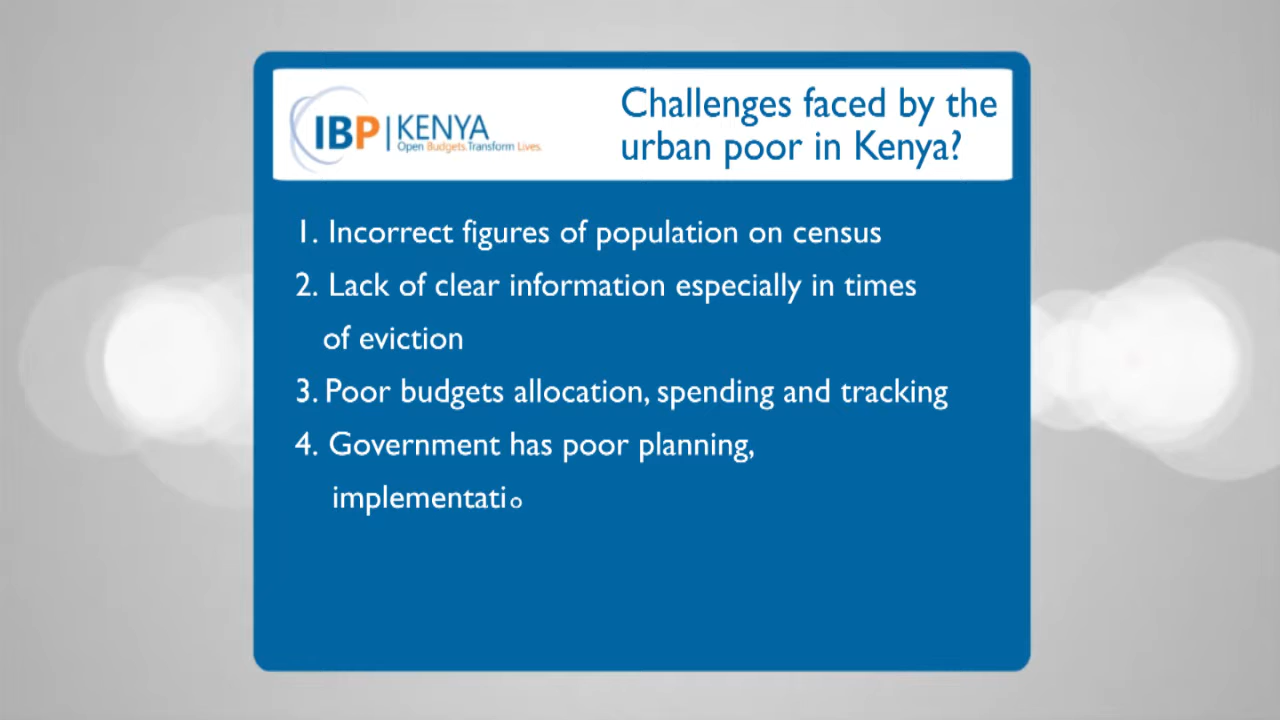 IBP | KENYA
Open Budgets. Transform Lives.
Challenges faced by the
urban poor in Kenya?
1. Incorrect figures of population on census
2. Lack of clear information especially in times
of eviction
3. Poor budgets allocation, spending and tracking
4. Government has poor planning,
implementatio